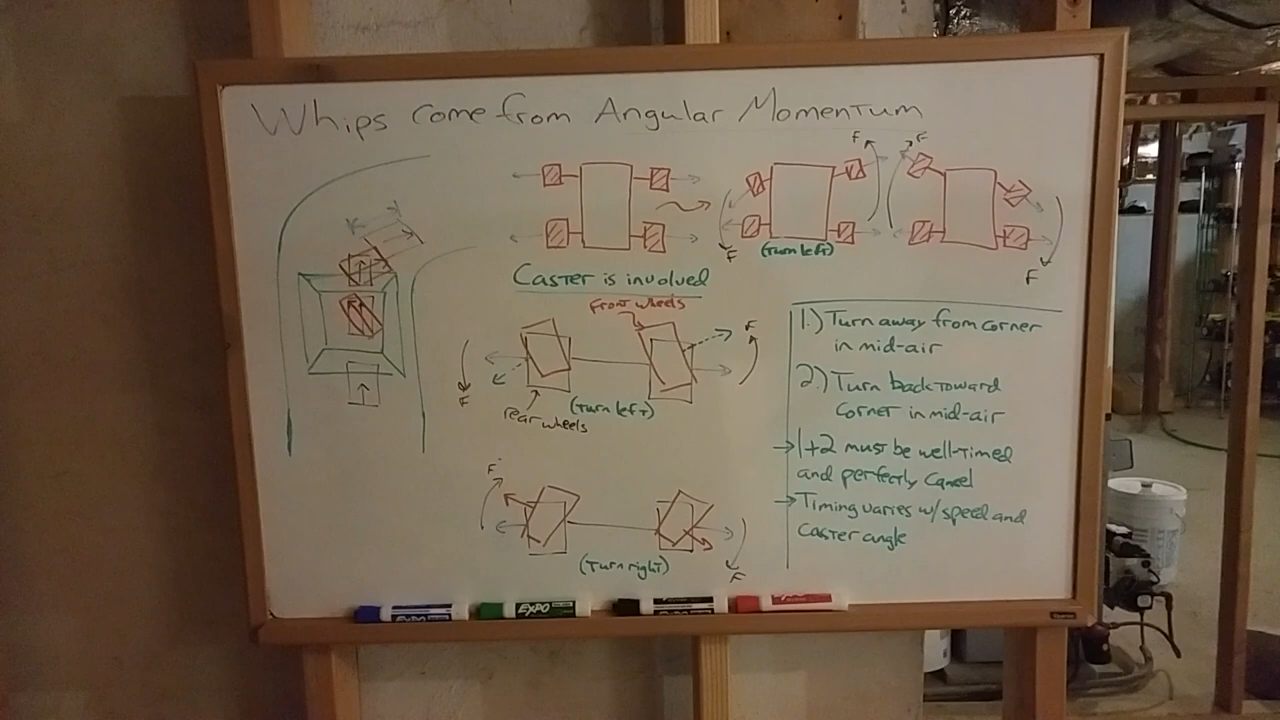 Whips come from Angular Momentum
F
F
F
F
(Turn left)
Caster is involved
Front wheels
F
F
(Turn left)
rear wheels
F
F
(Turn right)
1.) Turn away from corner
in mid-air
2.) Turn back toward
corner in mid-air
→ 1+2 must be well-timed
and perfectly cancel
→ Timing varies w/ speed and
caster angle
EXPO
EXPO